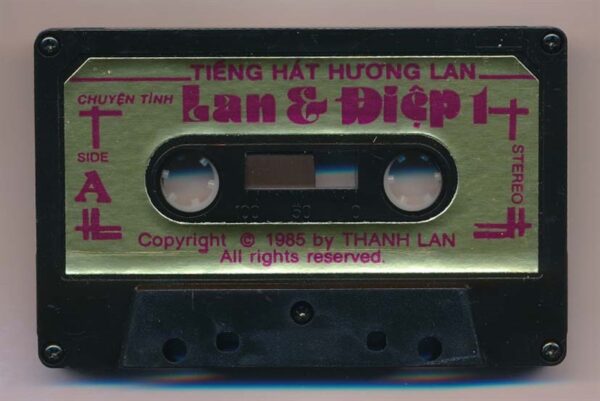 TIẾNG HÁT HƯƠNG LAN
CHUYỆN TÌNH
Lan & Điệp 1
SIDE
A
STEREO
100 50 0
Copyright © 1985 by THANH LAN
All rights reserved.